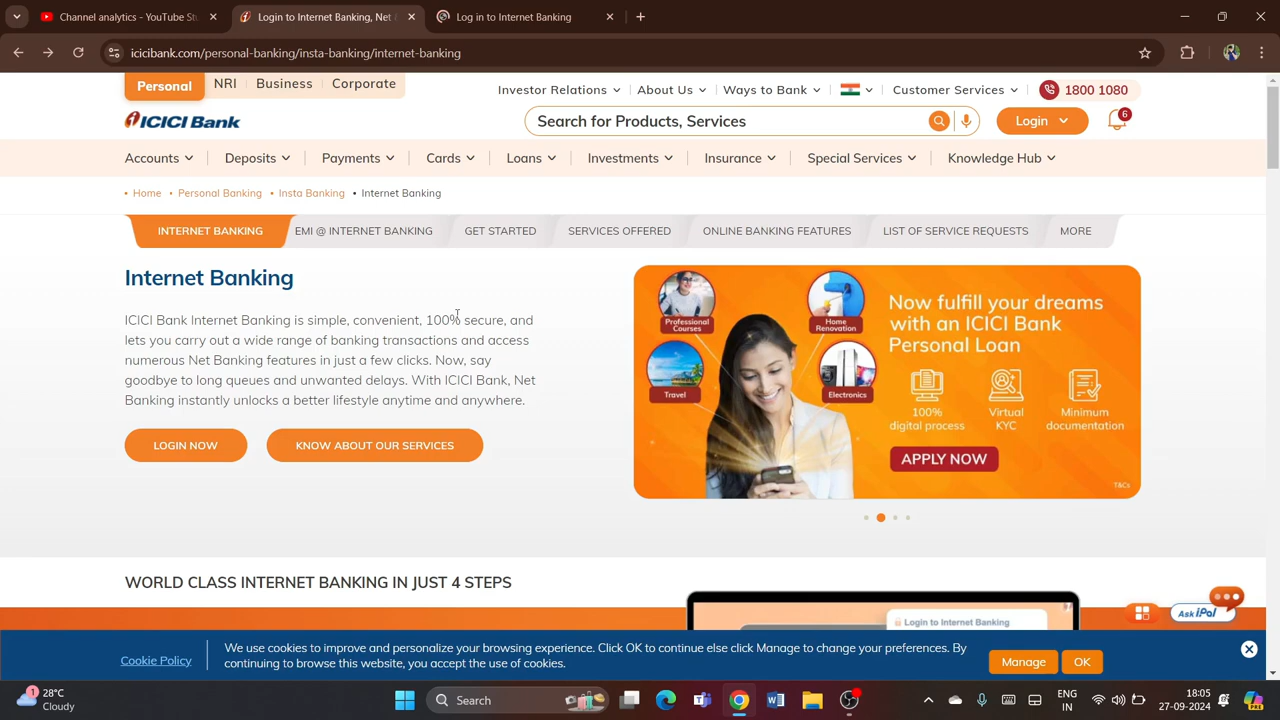 Channel analytics - YouTube St
Login to Internet Banking, Net &
Log in to Internet Banking
icicibank.com/personal-banking/insta-banking/internet-banking
Personal
NRI
Business
Corporate
Investor Relations
About Us
Ways to Bank
Customer Services
1800 1080
ICICI Bank
Search for Products, Services
Login
6
Accounts
Deposits
Payments
Cards
Loans
Investments
Insurance
Special Services
Knowledge Hub
• Home • Personal Banking • Insta Banking • Internet Banking
INTERNET BANKING
EMI @ INTERNET BANKING
GET STARTED
SERVICES OFFERED
ONLINE BANKING FEATURES
LIST OF SERVICE REQUESTS
MORE
Internet Banking
ICICI Bank Internet Banking is simple, convenient, 100% secure, and
lets you carry out a wide range of banking transactions and access
numerous Net Banking features in just a few clicks. Now, say
goodbye to long queues and unwanted delays. With ICICI Bank, Net
Banking instantly unlocks a better lifestyle anytime and anywhere.
LOGIN NOW
KNOW ABOUT OUR SERVICES
Professional
Courses
Home
Renovation
Travel
Electronics
Now fulfill your dreams
with an ICICI Bank
Personal Loan
100%
digital process
Virtual
KYC
Minimum
documentation
APPLY NOW
T&Cs
WORLD CLASS INTERNET BANKING IN JUST 4 STEPS
Login to Internet Banking
Ask iPal
Cookie Policy
We use cookies to improve and personalize your browsing experience. Click OK to continue else click Manage to change your preferences. By
continuing to browse this website, you accept the use of cookies.
Manage
OK
1
28°C
Cloudy
Search
ENG
IN
18:05
27-09-2024